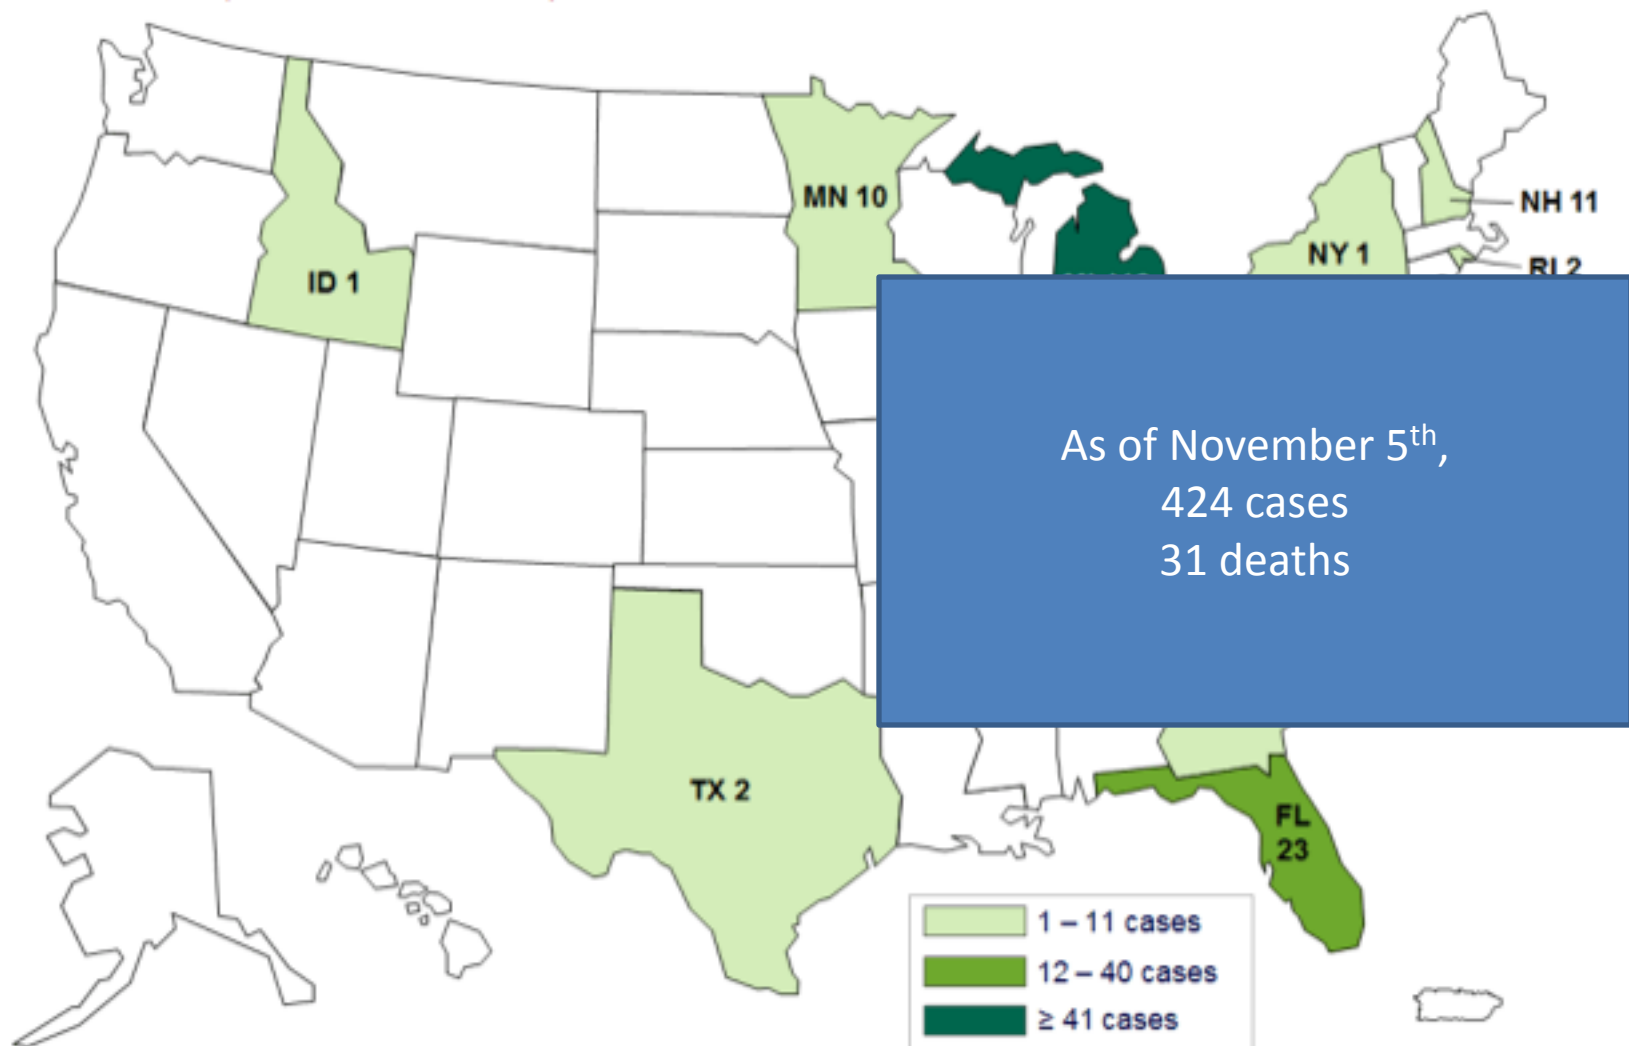 MN 10
NH 11
NY 1
RI 2
ID 1
As of November 5th,
424 cases
31 deaths
TX 2
FL
23
1 – 11 cases
12 – 40 cases
≥ 41 cases